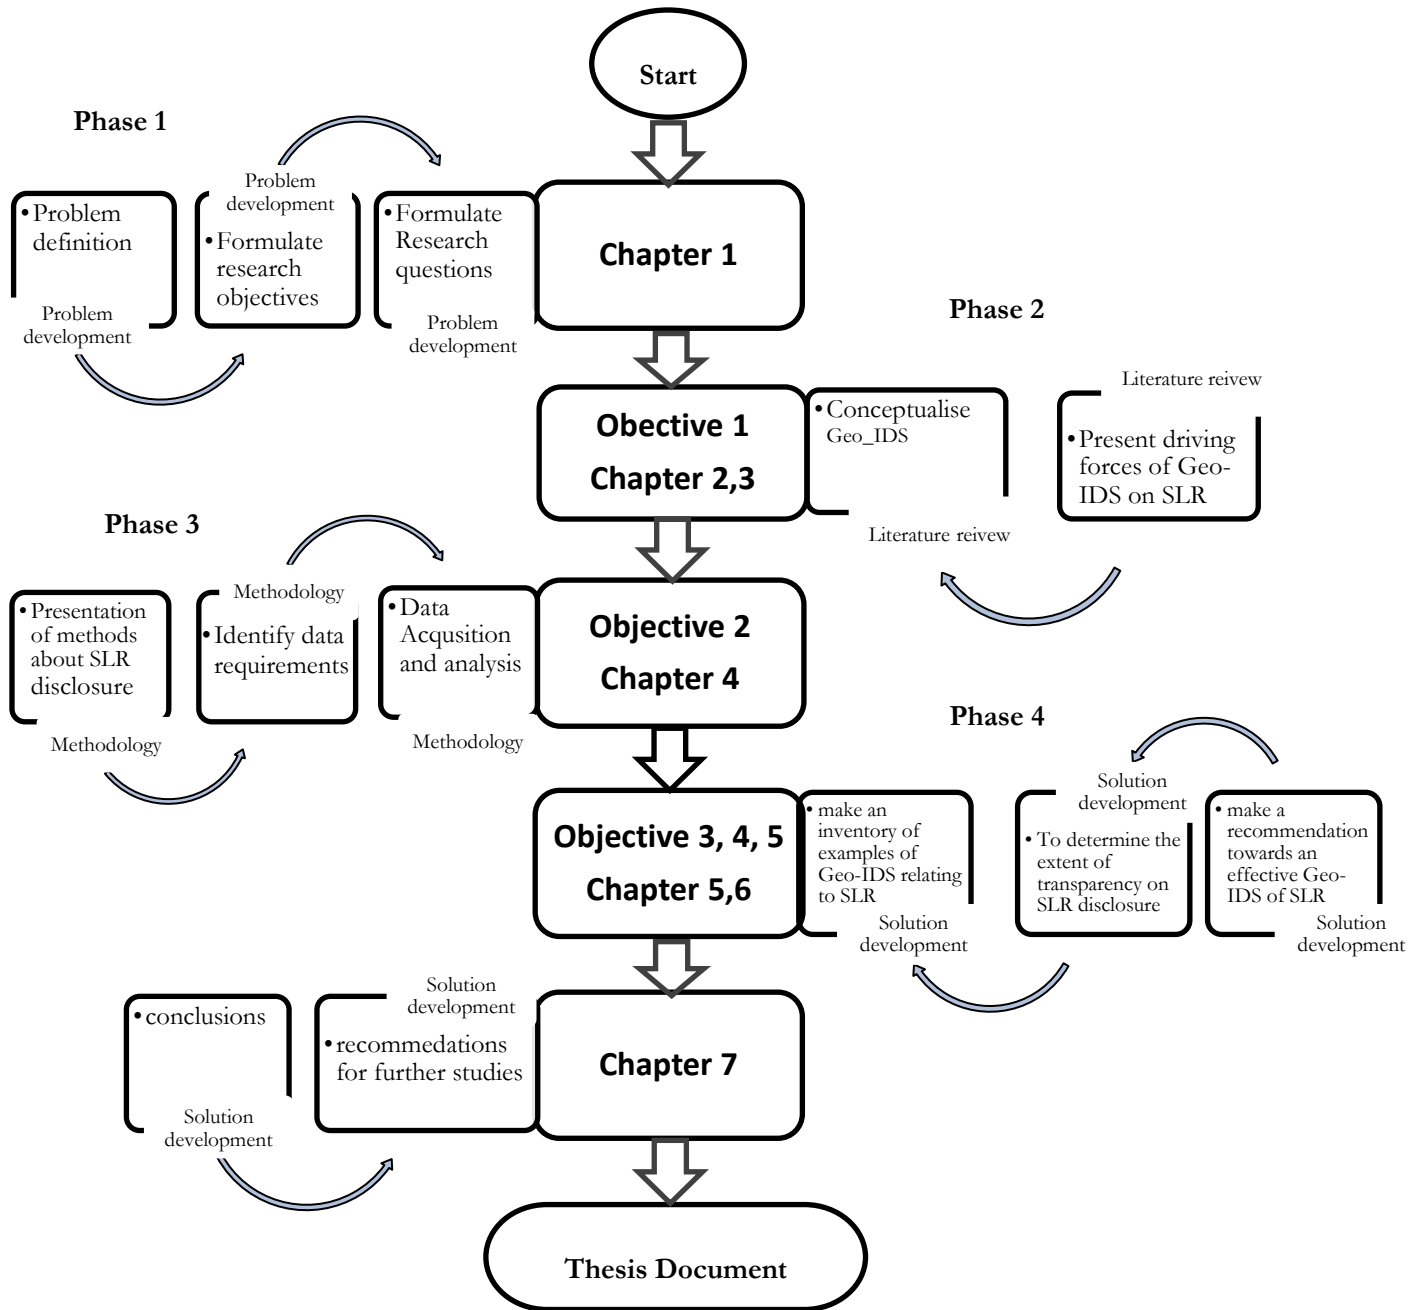 Start
Phase 1
Problem
development
• Problem
definition
• Formulate
research
objectives
• Formulate
Research
questions
Problem
development
Problem
development
Chapter 1
Phase 2
Obective 1
Chapter 2,3
• Conceptualise
Geo_IDS
Literature reivew
Literature reivew
• Present driving
forces of Geo-
IDS on SLR
Phase 3
• Presentation
of methods
about SLR
disclosure
Methodology
Methodology
• Identify data
requirements
• Data
Acqusition
and analysis
Methodology
Objective 2
Chapter 4
Phase 4
Objective 3, 4, 5
Chapter 5,6
• make an
inventory of
examples of
Geo-IDS relating
to SLR
Solution
development
Solution
development
• To determine the
extent of
transparency on
SLR disclosure
• make a
recommendation
towards an
effective Geo-
IDS of SLR
Solution
development
• conclusions
Solution
development
Solution
development
• recommedations
for further studies
Chapter 7
Thesis Document